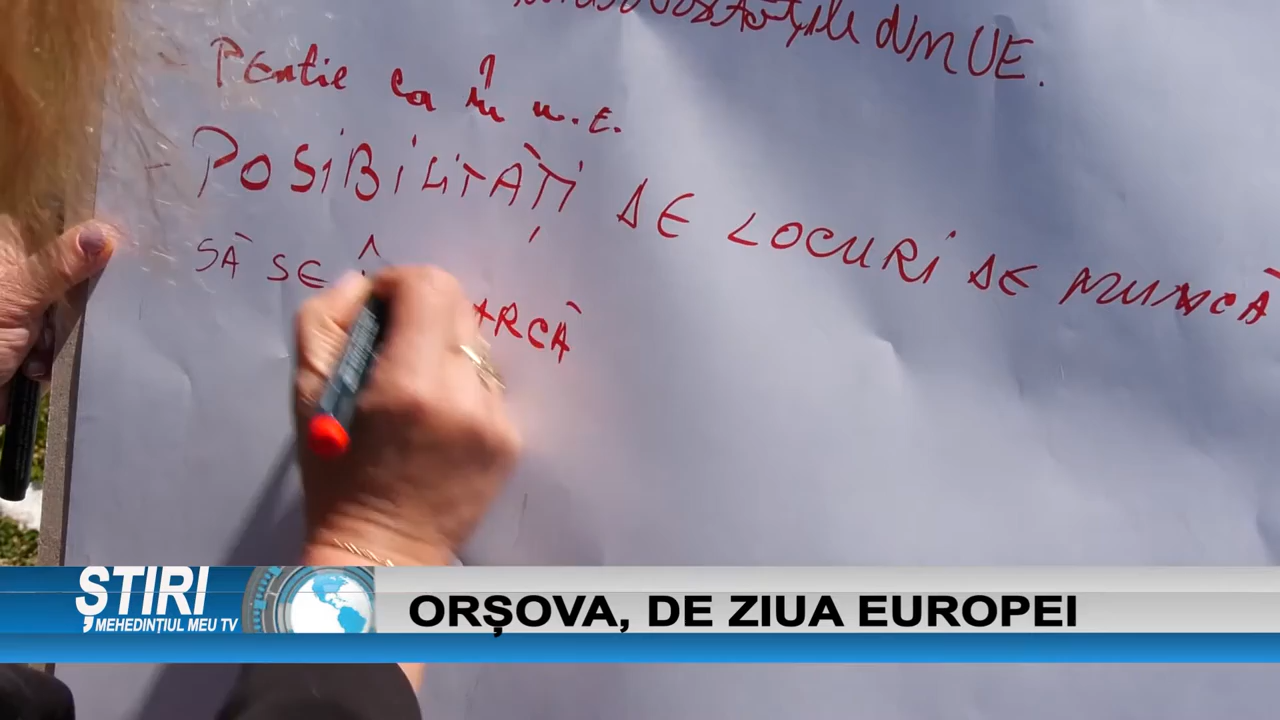 din UE.
- Pentru ca în u.E.
- POSIBILITĂȚI DE LOCURI DE MUNCĂ
SĂ SE
ȘTIRI
MEHEDINȚIUL MEU TV
ORȘOVA, DE ZIUA EUROPEI